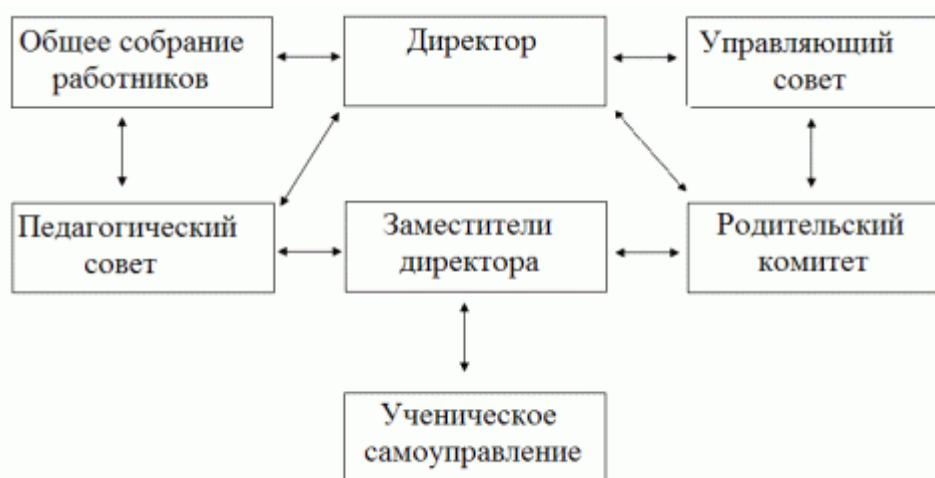 Общее собрание
работников
Директор
Управляющий
совет
Педагогический
совет
Заместители
директора
Родительский
комитет
Ученическое
самоуправление